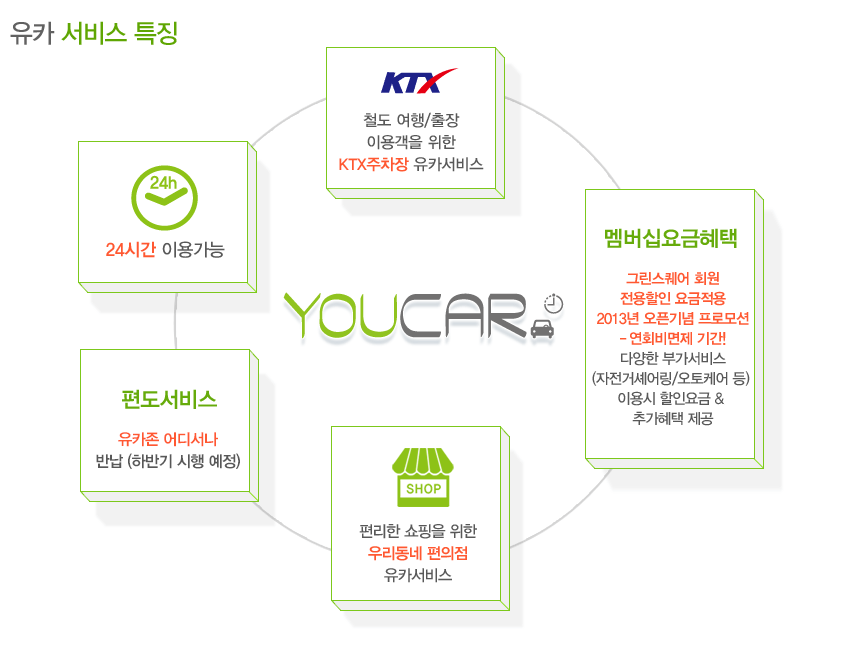 유카 서비스 특징
KTX
철도 여행/출장
이용객을 위한
KTX주차장 유카서비스
24h
24시간 이용가능
멤버십요금혜택
그린스퀘어 회원
전용할인 요금적용
2013년 오픈기념 프로모션
- 연회비면제 기간!
다양한 부가서비스
(자전거셰어링/오토케어 등)
이용시 할인요금 &
추가혜택 제공
YOUCAR
편도서비스
유카존 어디서나
반납 (하반기 시행 예정)
SHOP
편리한 쇼핑을 위한
우리동네 편의점
유카서비스